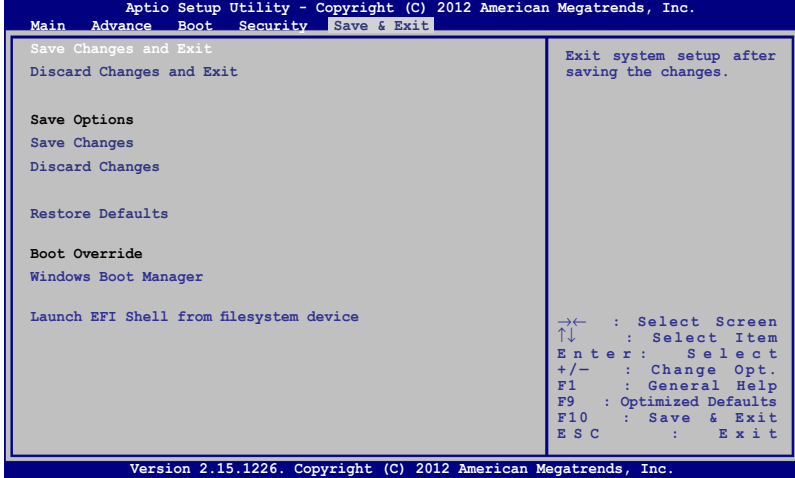 Aptio Setup Utility - Copyright (C) 2012 American Megatrends, Inc.
Main Advance Boot Security Save & Exit
Save Changes and Exit
Discard Changes and Exit
Save Options
Save Changes
Discard Changes
Restore Defaults
Boot Override
Windows Boot Manager
Launch EFI Shell from filesystem device
Exit system setup after
saving the changes.
→← : Select Screen
↑↓ : Select Item
Enter: Select
+/— : Change Opt.
F1 : General Help
F9 : Optimized Defaults
F10 : Save & Exit
ESC : Exit
Version 2.15.1226. Copyright (C) 2012 American Megatrends, Inc.